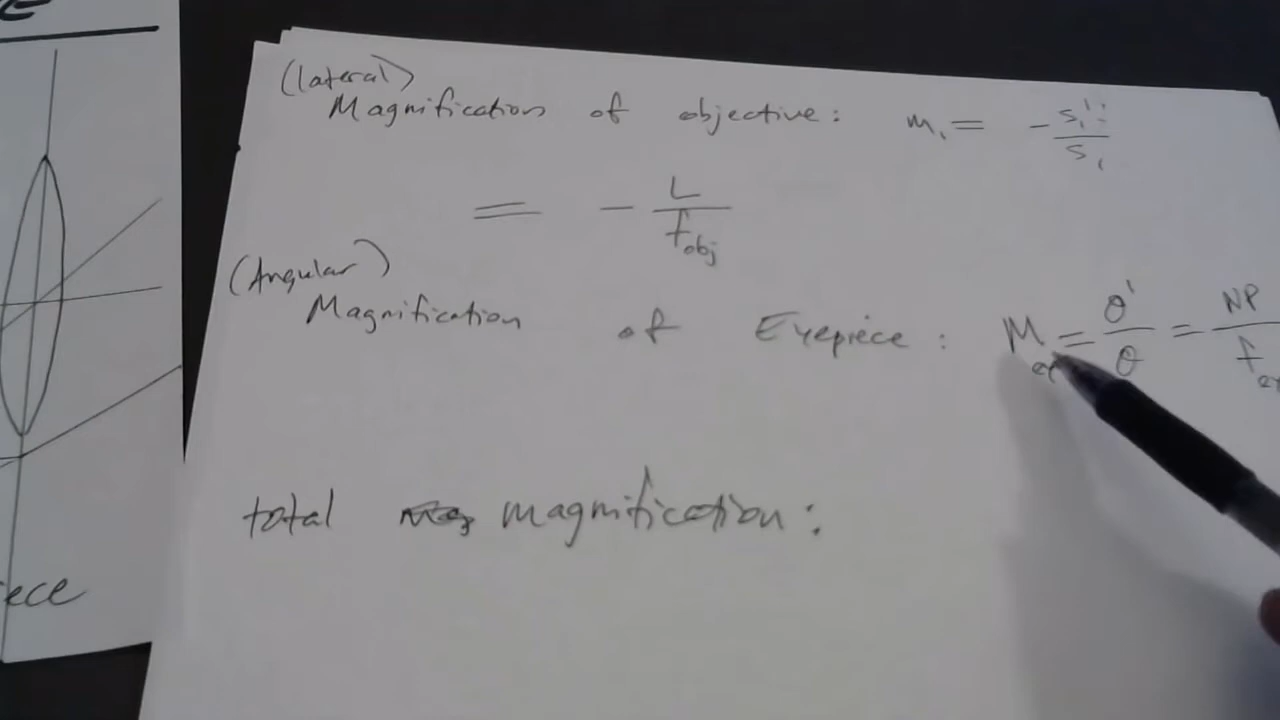 (lateral)
Magnification of objective: m₁ = - s₁' / s₁
= - L / f_obj
(Angular)
Magnification of Eyepiece: M = θ' / θ = NP / f
total magnification:
ece